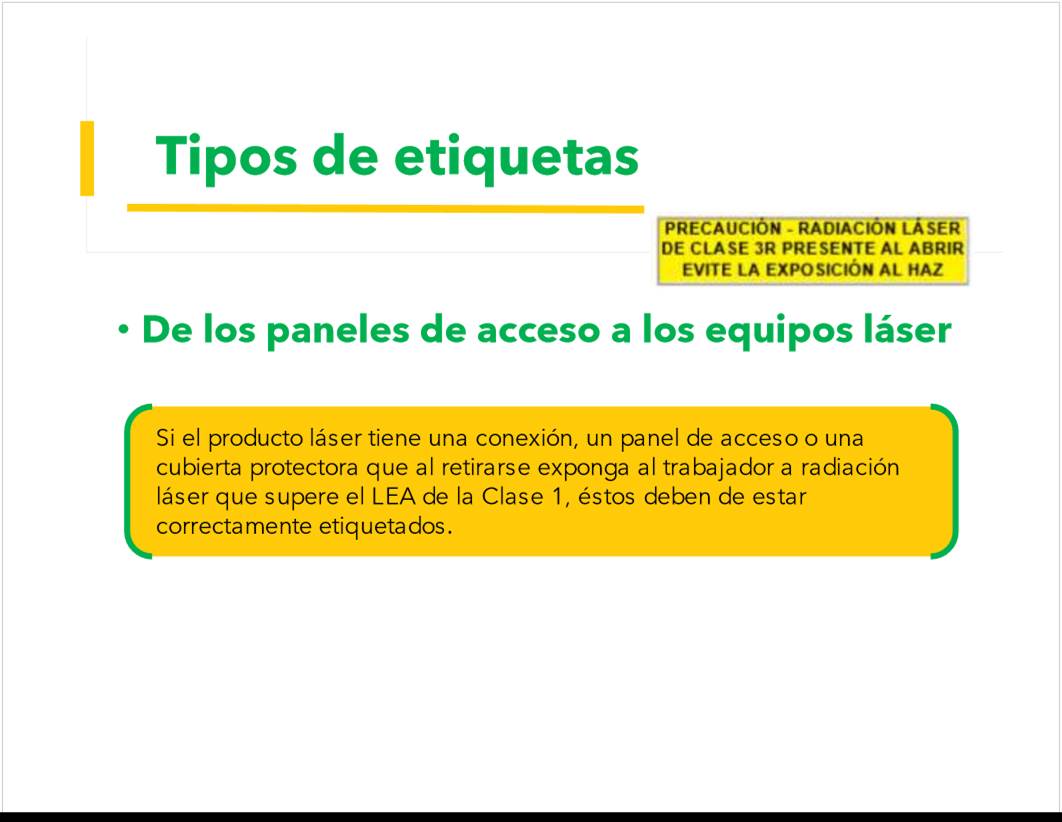 Tipos de etiquetas
PRECAUCIÓN - RADIACIÓN LÁSER
DE CLASE 3R PRESENTE AL ABRIR
EVITE LA EXPOSICIÓN AL HAZ
• De los paneles de acceso a los equipos láser
Si el producto láser tiene una conexión, un panel de acceso o una
cubierta protectora que al retirarse exponga al trabajador a radiación
láser que supere el LEA de la Clase 1, éstos deben de estar
correctamente etiquetados.